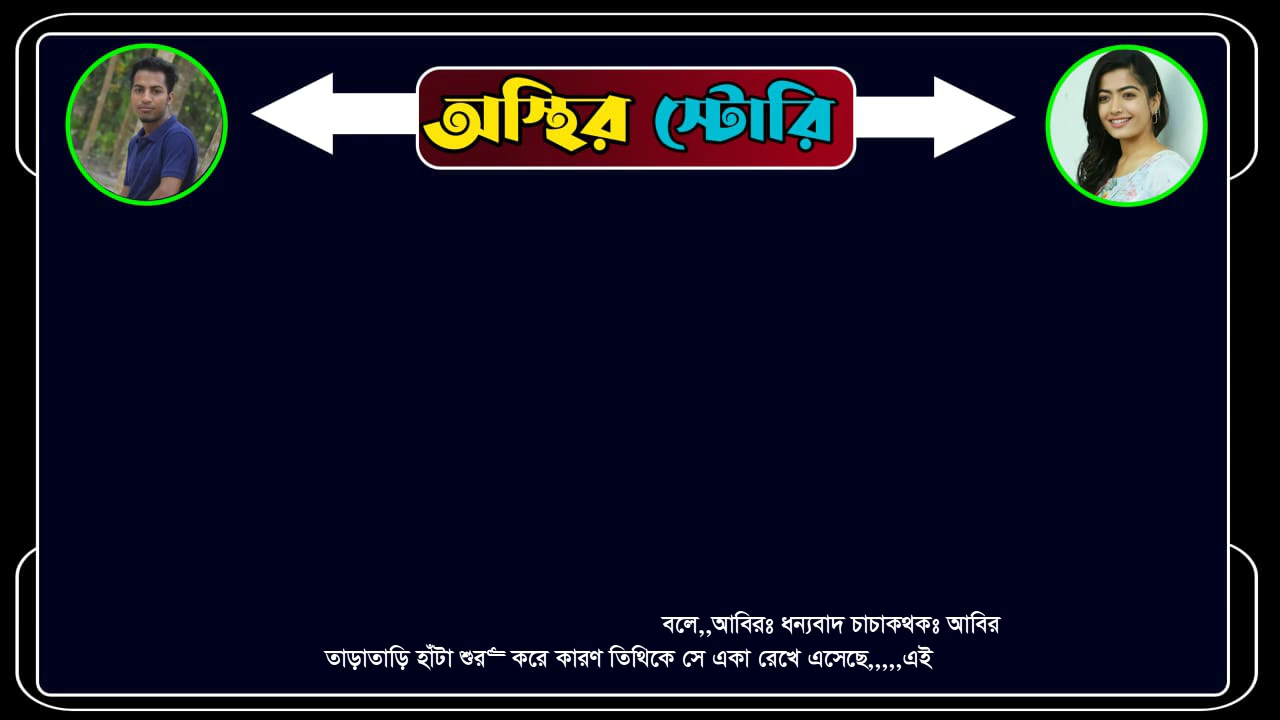 অস্থির স্টোরি
বলে,,আবিরঃ ধন্যবাদ চাচাকথকঃ আবির
তাড়াতাড়ি হাঁটা শুর“ করে কারণ তিথিকে সে একা রেখে এসেছে,,,,,এই